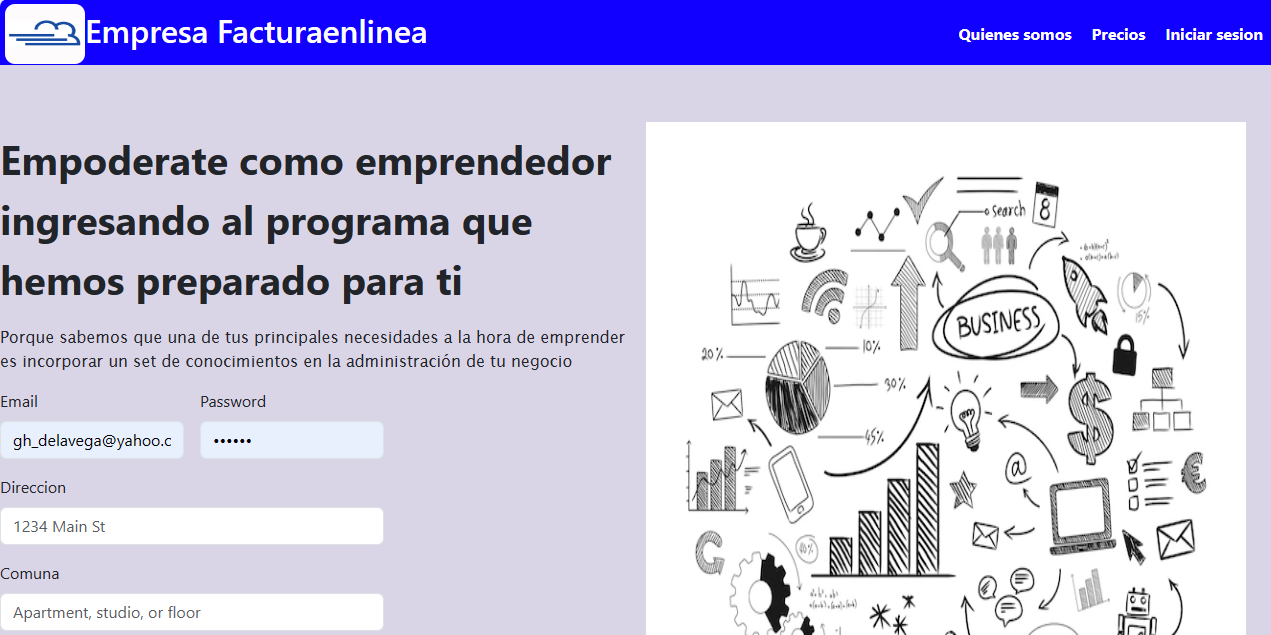 Empresa Facturaenlinea
Quienes somos Precios Iniciar sesion
Empoderate como emprendedor
ingresando al programa que
hemos preparado para ti
Porque sabemos que una de tus principales necesidades a la hora de emprender
es incorporar un set de conocimientos en la administración de tu negocio
Email Password
gh_delavega@yahoo.c ••••••
Direccion
1234 Main St
Comuna
Apartment, studio, or floor
search
8
BUSINESS
15%
20%
10%
30%
45%
@
40%